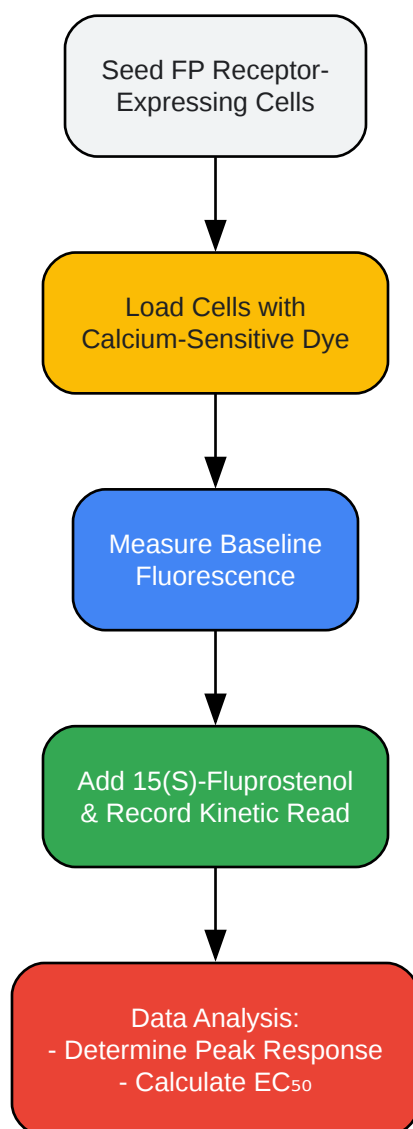 Seed FP Receptor-
Expressing Cells
Load Cells with
Calcium-Sensitive Dye
Measure Baseline
Fluorescence
Add 15(S)-Fluprostenol
& Record Kinetic Read
Data Analysis:
- Determine Peak Response
- Calculate EC₅₀